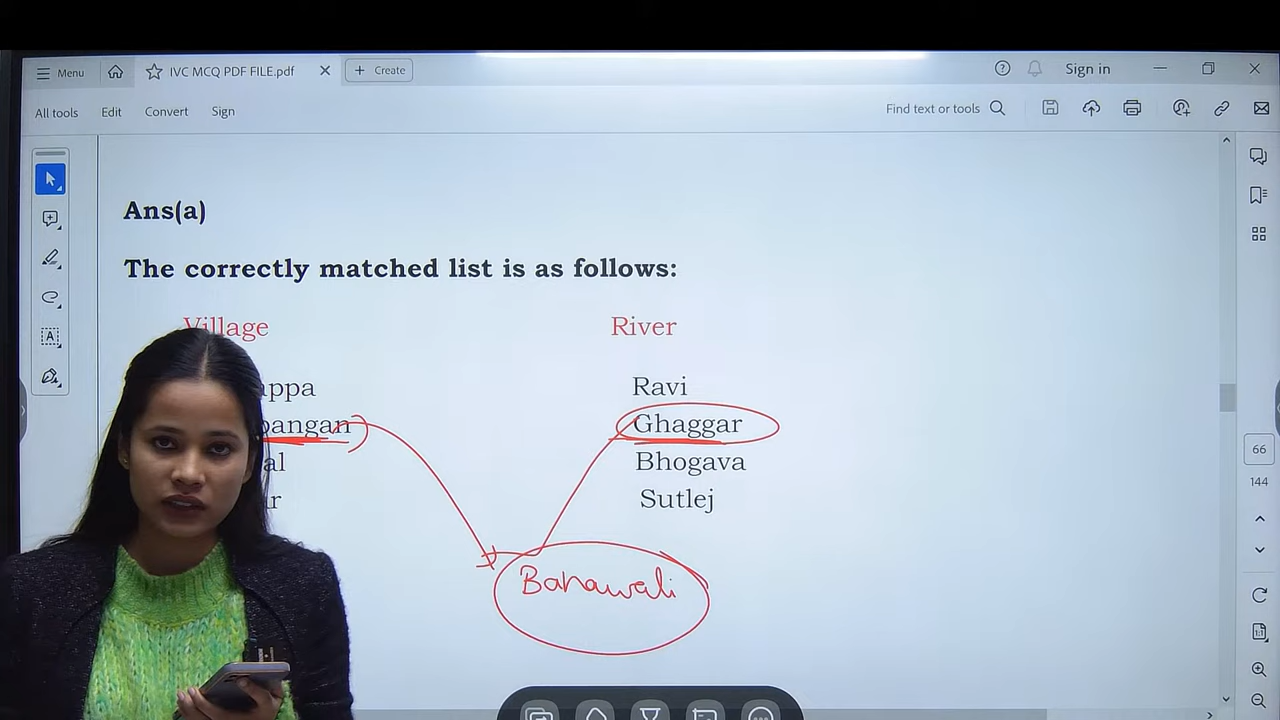 Menu
IVC MCQ PDF FILE.pdf
Create
Sign in
All tools Edit Convert Sign
Find text or tools
Ans(a)
The correctly matched list is as follows:
Village River
Ravi
Ghaggar
Bhogava
Sutlej
Banawali
66
144